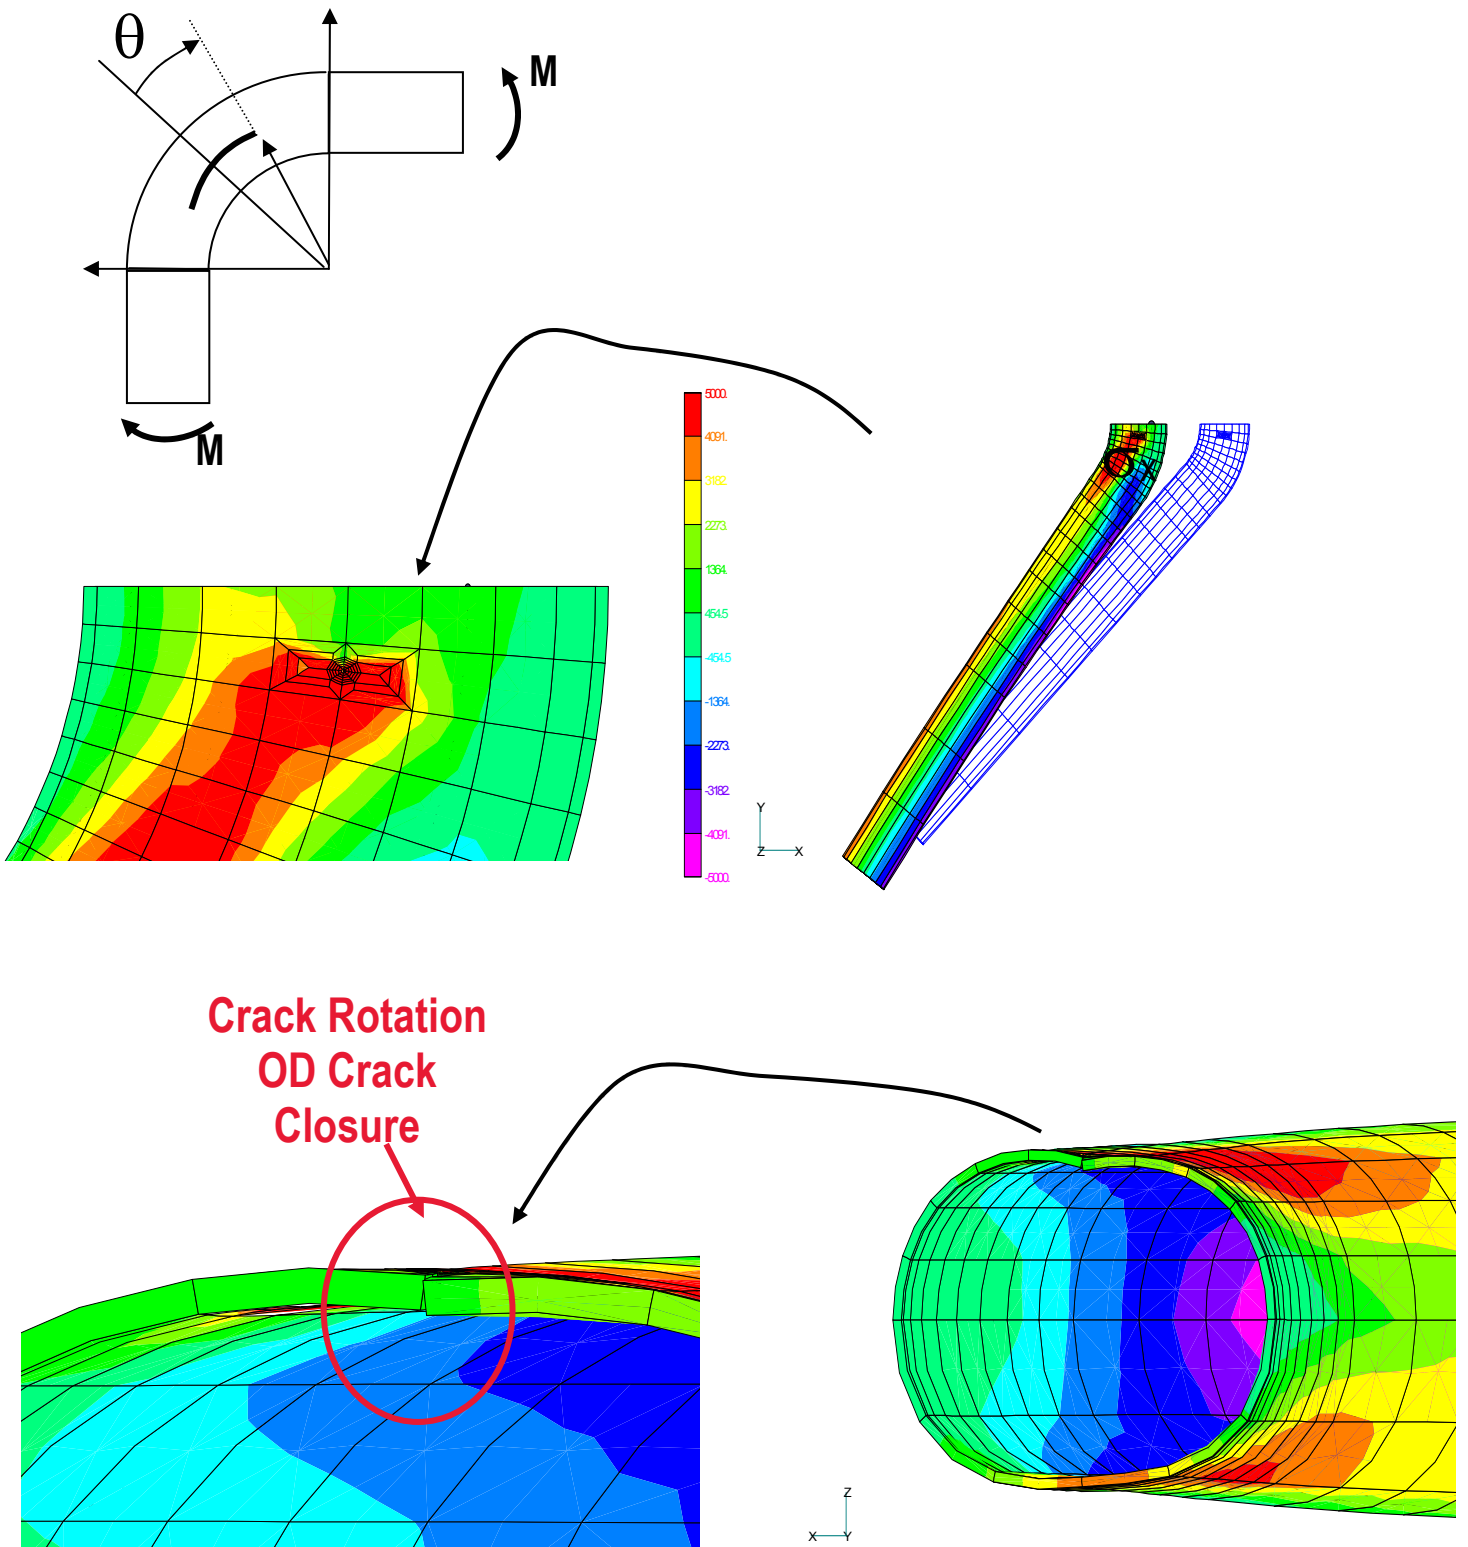 θ
M
M
5000.
4091.
3182.
2273.
1364.
454.5
-454.5
-1364.
-2273.
-3182.
-4091.
-5000.
σx
Y
Z X
Crack Rotation
OD Crack
Closure
Z
X Y